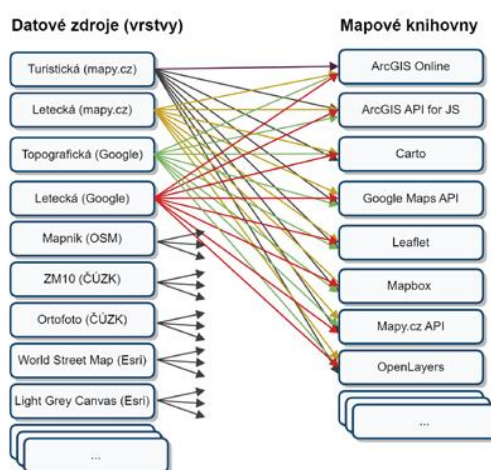 Datové zdroje (vrstvy)
Mapové knihovny
Turistická (mapy.cz)
Letecká (mapy.cz)
Topografická (Google)
Letecká (Google)
Mapnik (OSM)
ZM10 (ČÚZK)
Ortofoto (ČÚZK)
World Street Map (Esri)
Light Grey Canvas (Esri)
...
ArcGIS Online
ArcGIS API for JS
Carto
Google Maps API
Leaflet
Mapbox
Mapy.cz API
OpenLayers
...